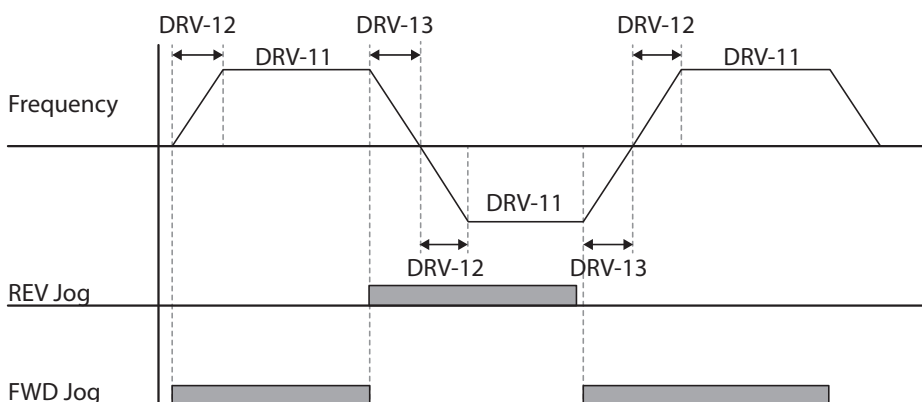 DRV-12 DRV-13 DRV-12
DRV-11 DRV-11
Frequency
DRV-11
DRV-12 DRV-13
REV Jog
FWD Jog